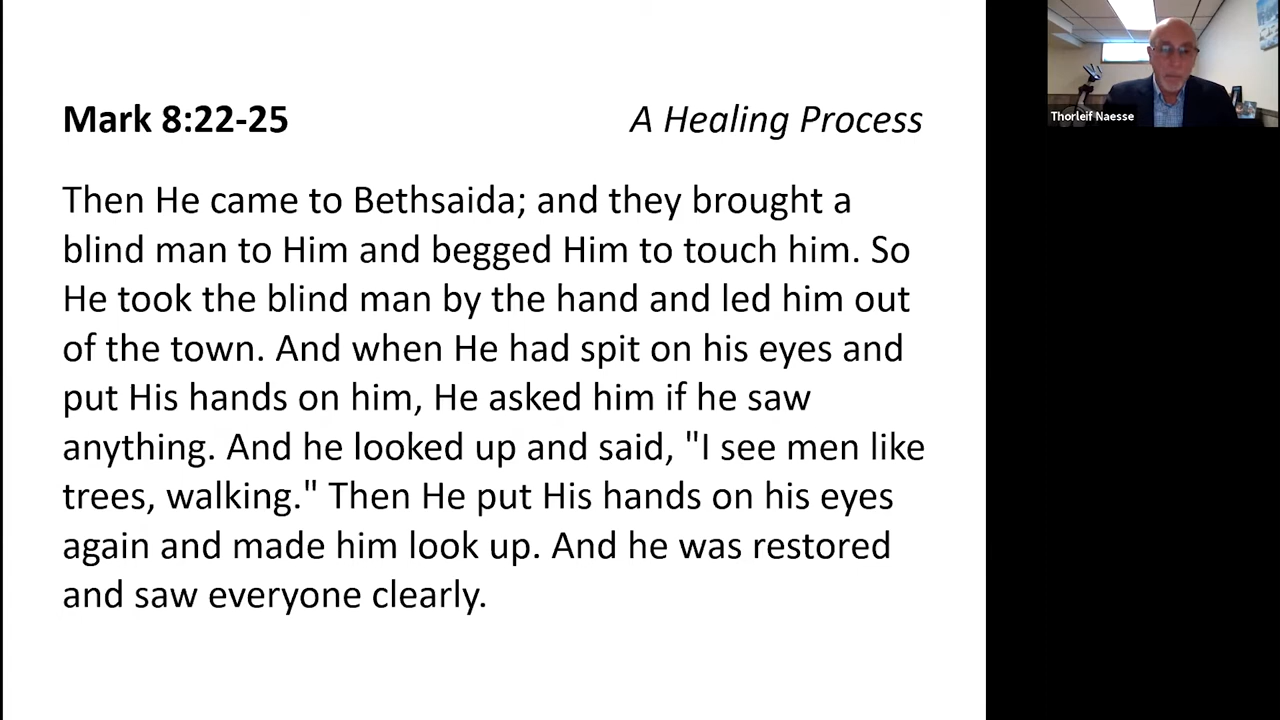 Mark 8:22-25 A Healing Process
Then He came to Bethsaida; and they brought a
blind man to Him and begged Him to touch him. So
He took the blind man by the hand and led him out
of the town. And when He had spit on his eyes and
put His hands on him, He asked him if he saw
anything. And he looked up and said, "I see men like
trees, walking." Then He put His hands on his eyes
again and made him look up. And he was restored
and saw everyone clearly.
Thorleif Naesse